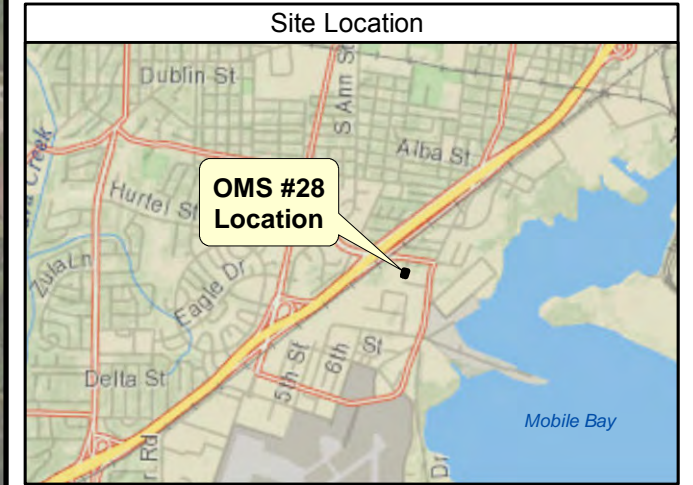 Site Location
Dublin St
S Ann St
Creek
Alba St
OMS #28
Location
Hurtel St
Zula Ln
Eagle Dr
5th St
6th St
Delta St
Mobile Bay
Rd
Dr